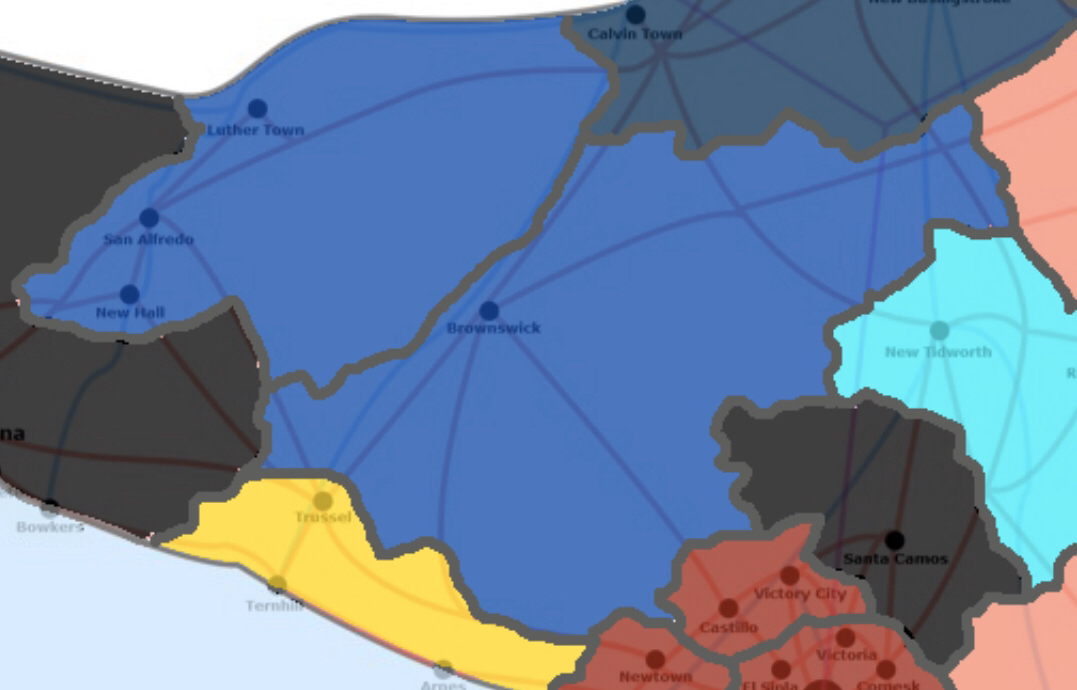 New Basingstroke
Calvin Town
Luther Town
San Alfredo
New Hall
Brownswick
New Tidworth
R
na
Trussel
Bowkers
Santa Camos
Victory City
Ternhill
Castillo
Victoria
Newtown
Arnes
El Sipla
Comesk